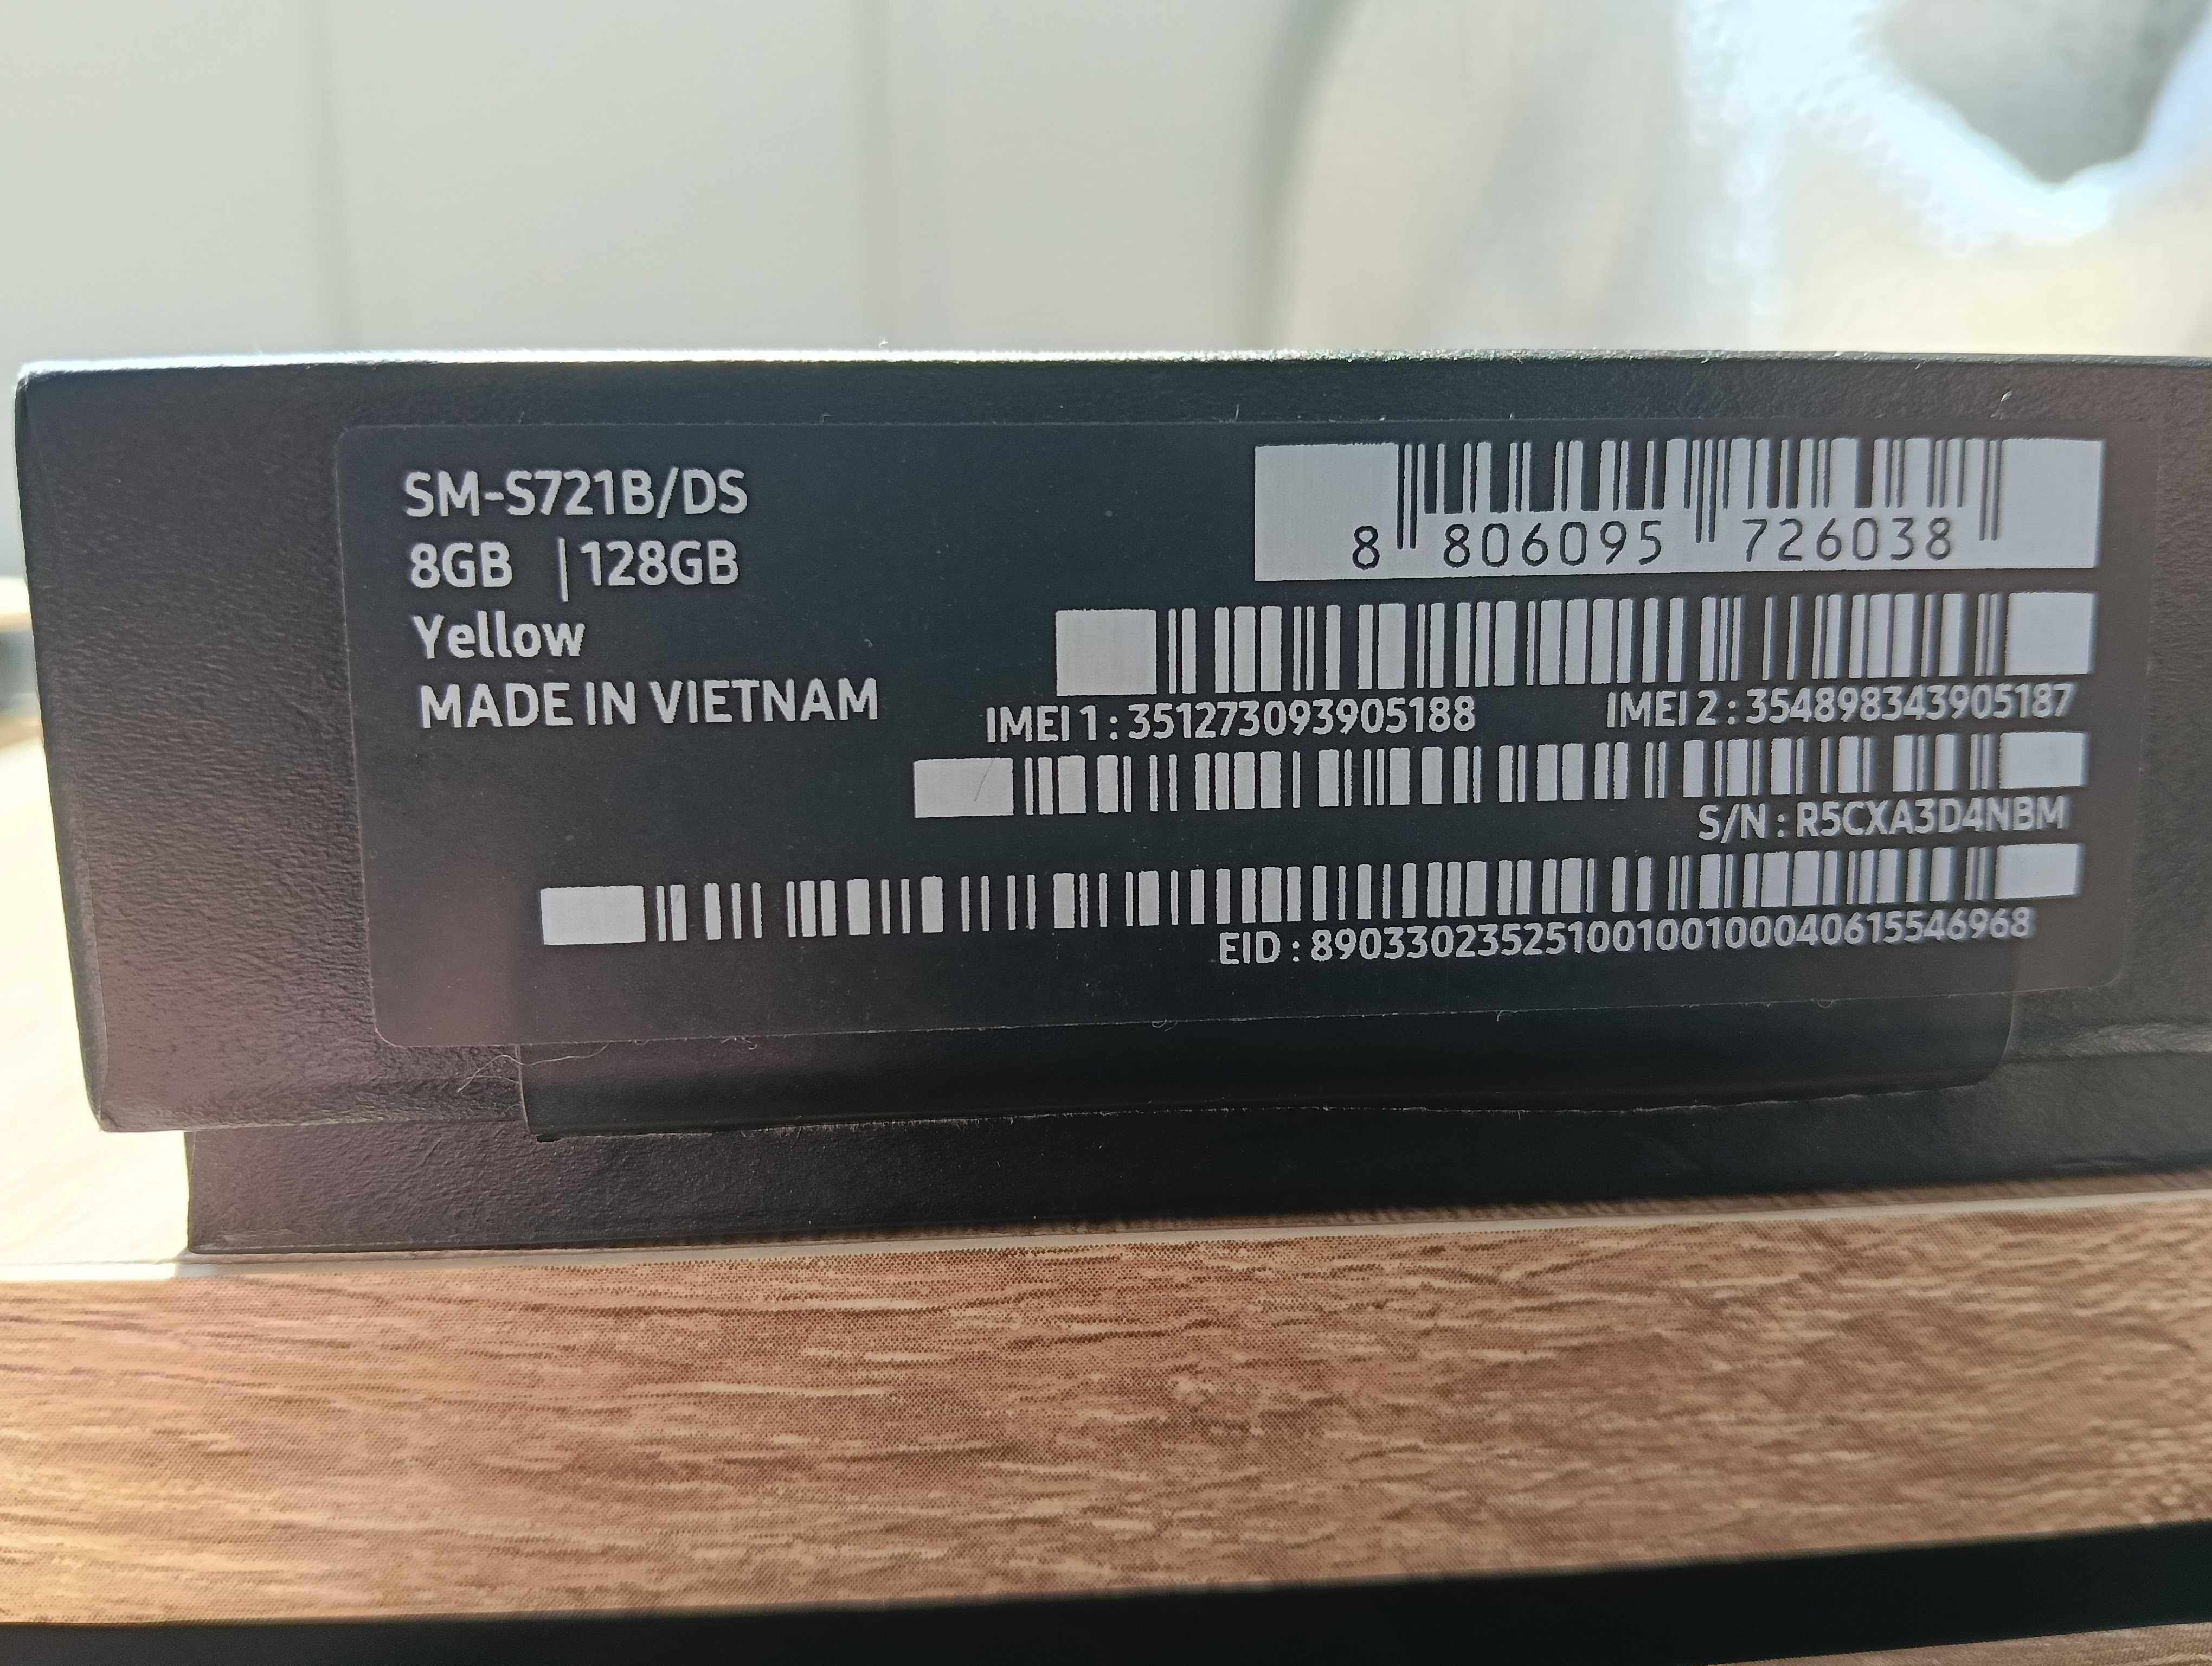 SM-S721B/DS
8GB | 128GB
Yellow
MADE IN VIETNAM
8 806095 726038
IMEI 1 : 351273093905188 IMEI 2 : 354898343905187
S/N : R5CXA3D4NBM
EID : 89033023525100100100040615546968